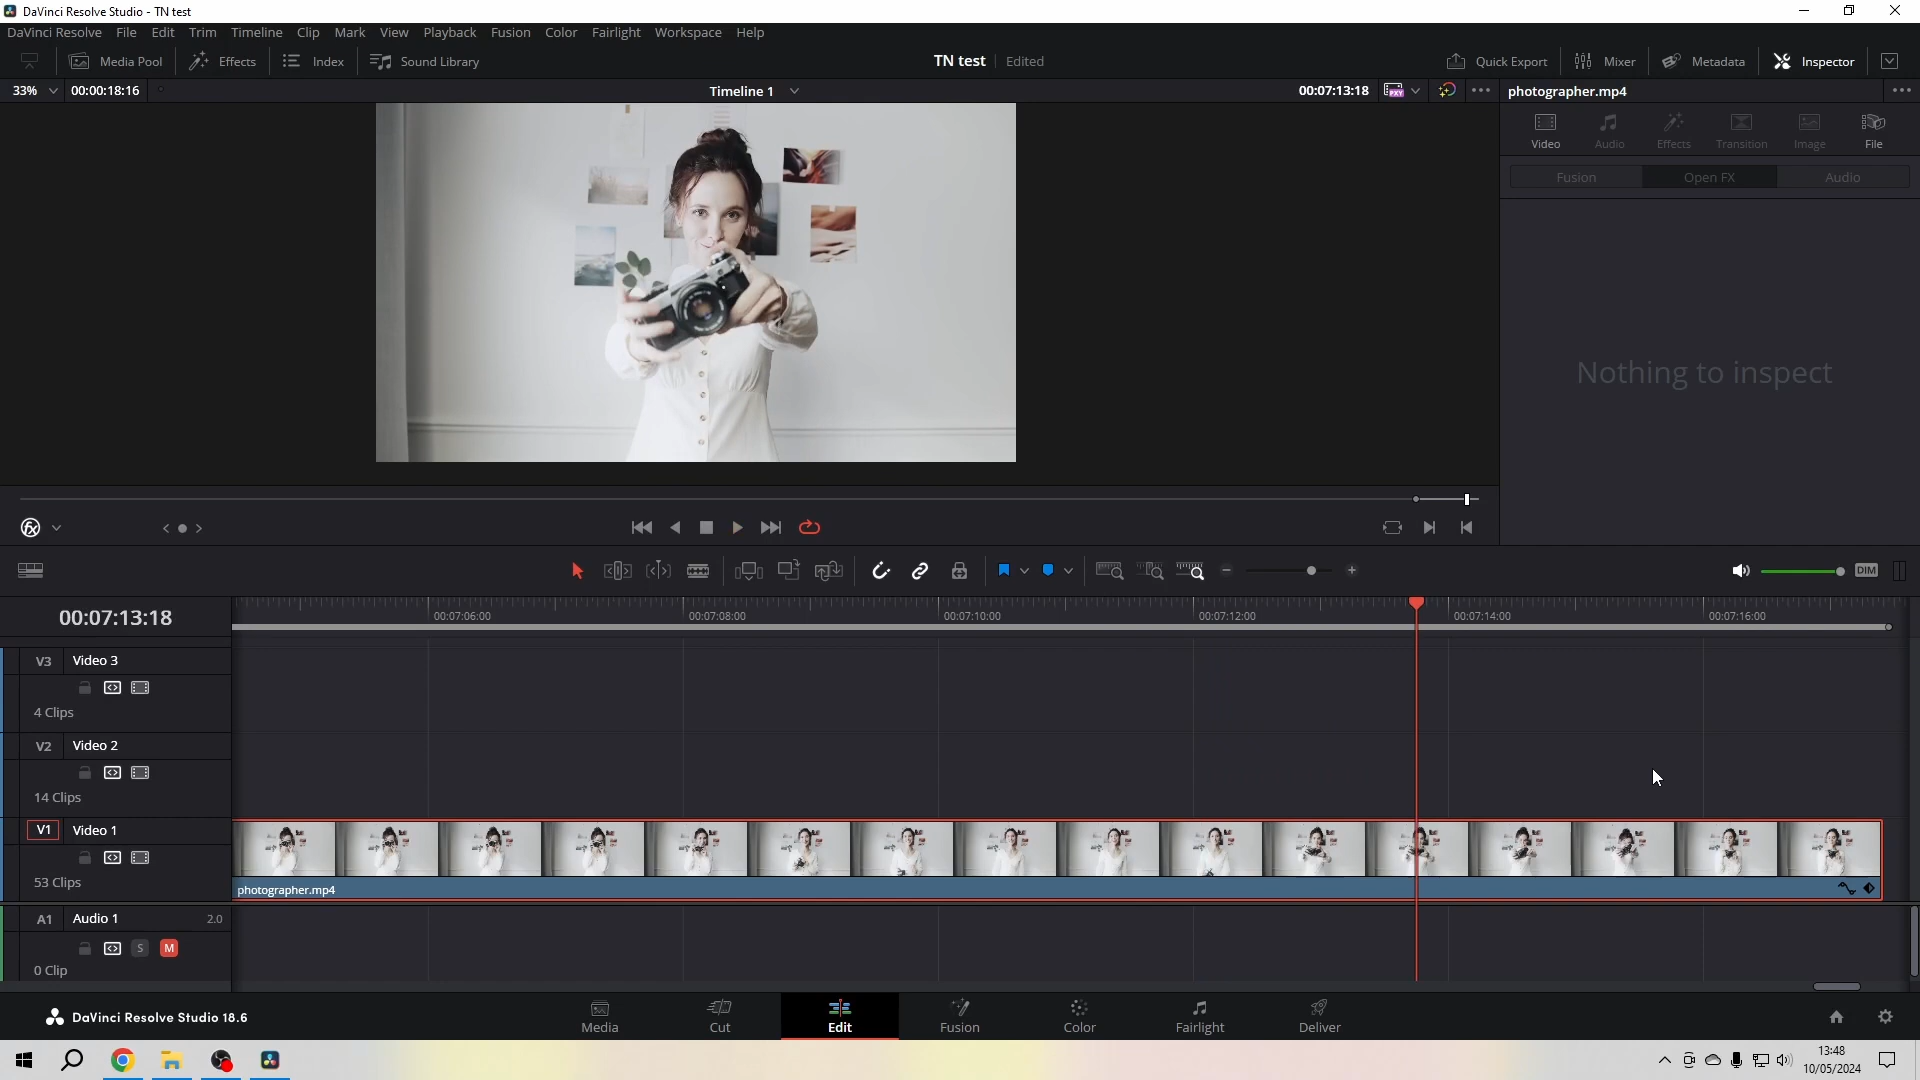 DaVinci Resolve Studio - TN test
DaVinci Resolve File Edit Trim Timeline Clip Mark View Playback Fusion Color Fairlight Workspace Help
Media Pool Effects Index Sound Library TN test Edited Quick Export Mixer Metadata Inspector
33% 00:00:18:16 Timeline 1 00:07:13:18 PXY photographer.mp4
Video Audio Effects Transition Image File
Fusion Open FX Audio
Nothing to inspect
fx
DIM
00:07:13:18
00:07:06:00 00:07:08:00 00:07:10:00 00:07:12:00 00:07:14:00 00:07:16:00
V3 Video 3
4 Clips
V2 Video 2
14 Clips
V1 Video 1
53 Clips
photographer.mp4
A1 Audio 1 2.0
S M
0 Clip
DaVinci Resolve Studio 18.6
Media Cut Edit Fusion Color Fairlight Deliver
13:48
10/05/2024